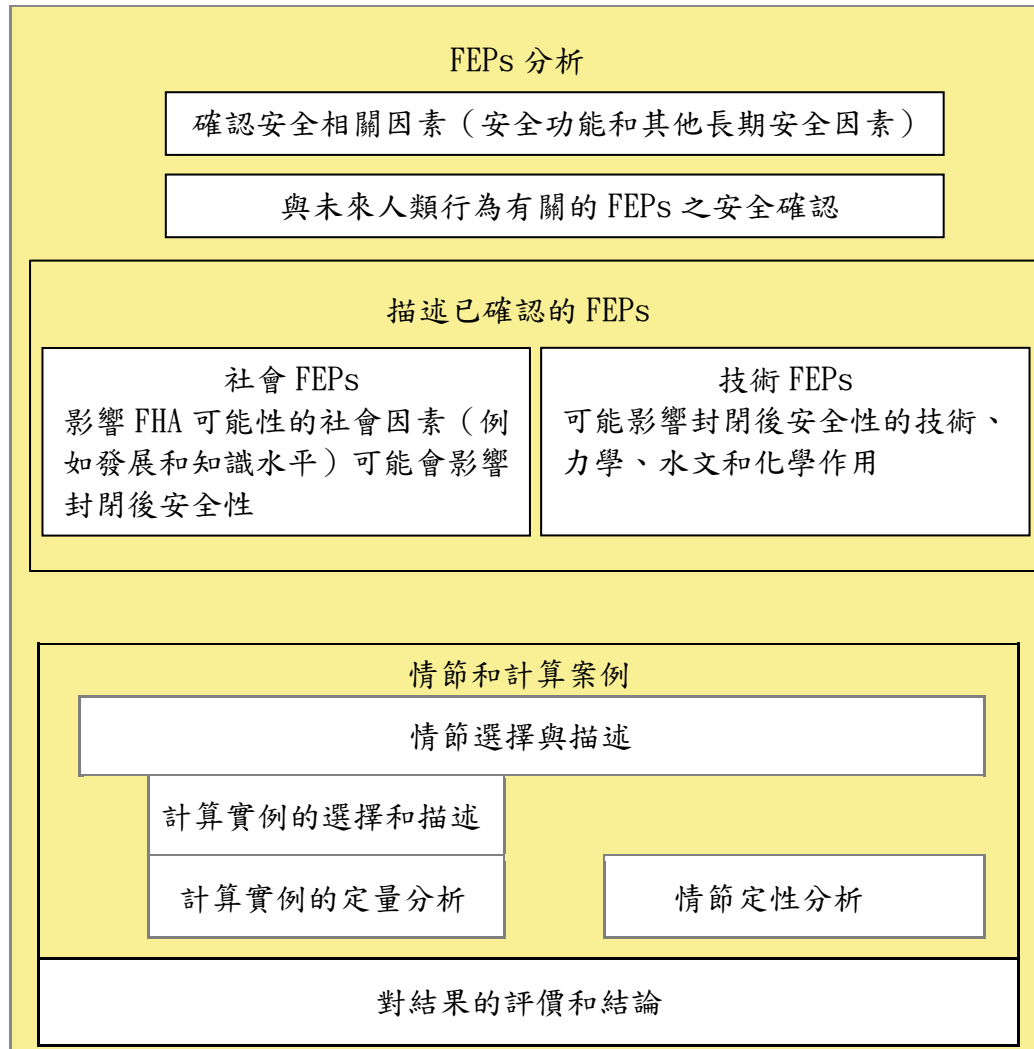 FEPs 分析
確認安全相關因素（安全功能和其他長期安全因素）
與未來人類行為有關的 FEPs 之安全確認
描述已確認的 FEPs
社會 FEPs
影響 FHA 可能性的社會因素（例
如發展和知識水平）可能會影響
封閉後安全性
技術 FEPs
可能影響封閉後安全性的技術、
力學、水文和化學作用
情節和計算案例
情節選擇與描述
計算實例的選擇和描述
計算實例的定量分析
情節定性分析
對結果的評價和結論